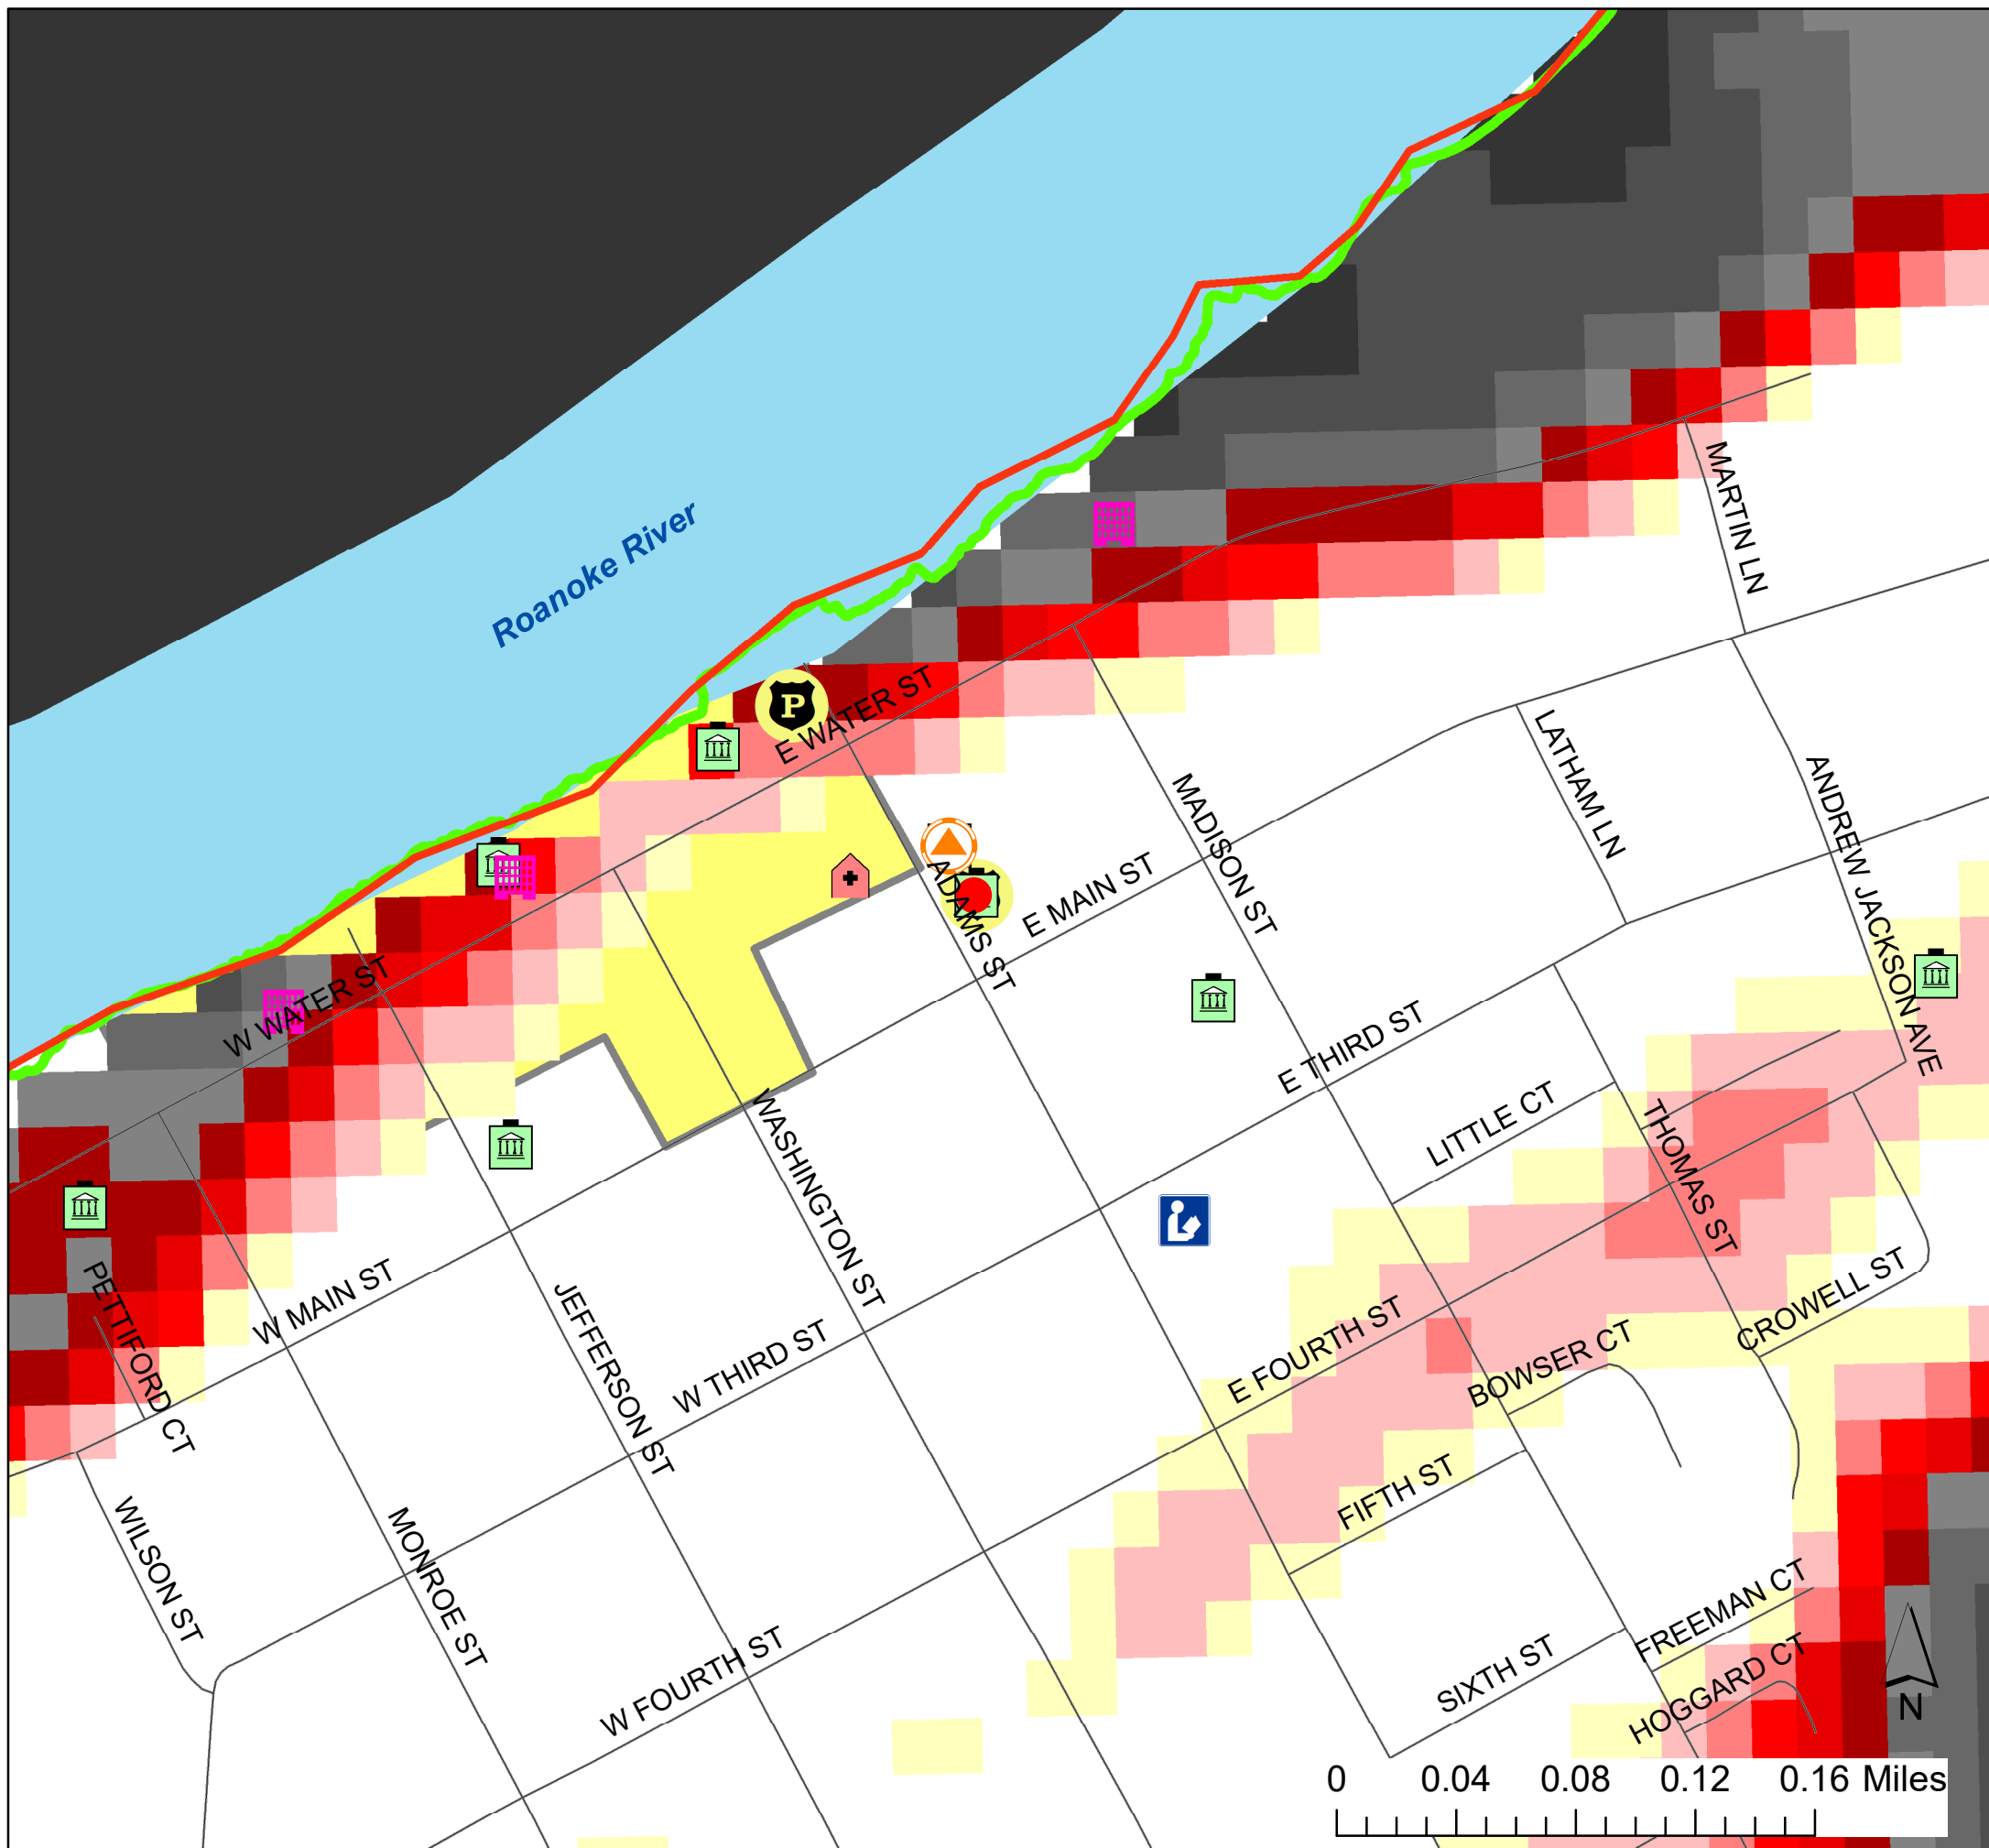 Roanoke River
MARTIN LN
E WATER ST
LATHAM LN
MADISON ST
ANDREW JACKSON AVE
P
ADAMS ST
E MAIN ST
W WATER ST
E THIRD ST
LITTLE CT
THOMAS ST
WASHINGTON ST
PETTIFORD CT
W MAIN ST
JEFFERSON ST
W THIRD ST
E FOURTH ST
BOWSER CT
CROWELL ST
FIFTH ST
WILSON ST
MONROE ST
W FOURTH ST
SIXTH ST
FREEMAN CT
HOGGARD CT
N
0 0.04 0.08 0.12 0.16 Miles